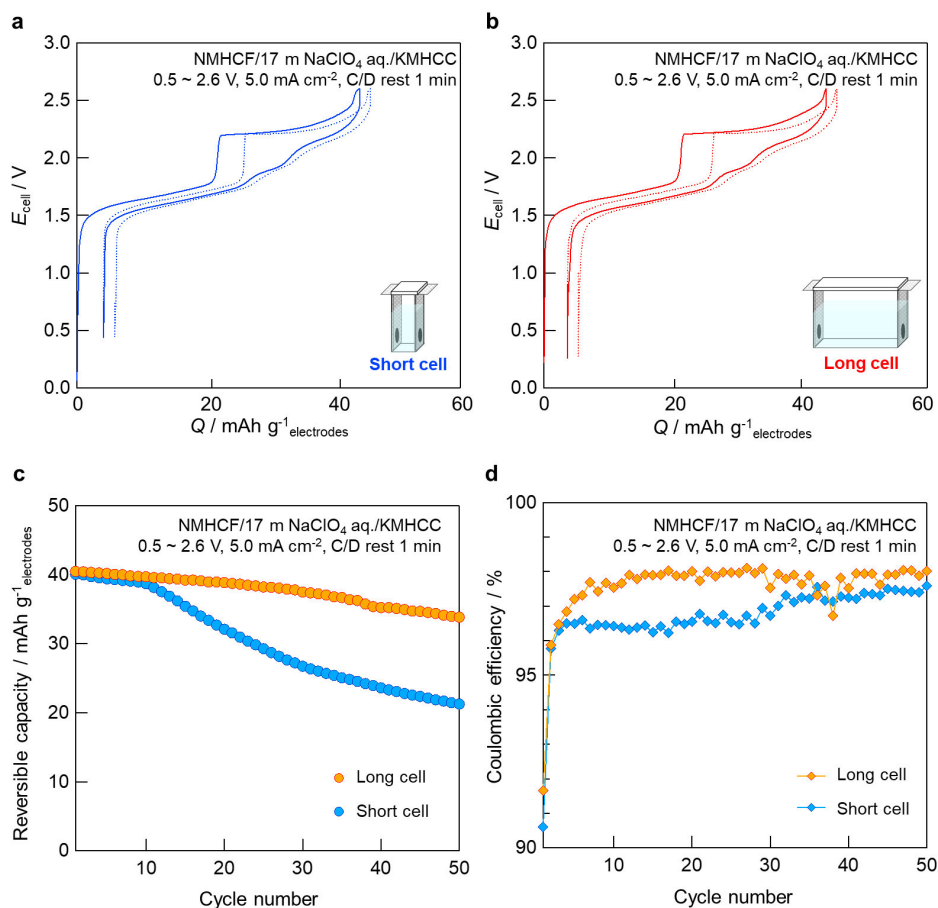 a
NMHCF/17 m NaClO4 aq./KMHCC
0.5 ~ 2.6 V, 5.0 mA cm-2, C/D rest 1 min
3.0
2.5
2.0
1.5
1.0
0.5
0.0
Ecell / V
0
20
40
60
Q / mAh g-1electrodes
Short cell
b
NMHCF/17 m NaClO4 aq./KMHCC
0.5 ~ 2.6 V, 5.0 mA cm-2, C/D rest 1 min
3.0
2.5
2.0
1.5
1.0
0.5
0.0
Ecell / V
0
20
40
60
Q / mAh g-1electrodes
Long cell
c
NMHCF/17 m NaClO4 aq./KMHCC
0.5 ~ 2.6 V, 5.0 mA cm-2, C/D rest 1 min
50
40
30
20
10
0
Reversible capacity / mAh g-1electrodes
Long cell
Short cell
10
20
30
40
50
Cycle number
d
NMHCF/17 m NaClO4 aq./KMHCC
0.5 ~ 2.6 V, 5.0 mA cm-2, C/D rest 1 min
100
98
95
93
90
Coulombic efficiency / %
Long cell
Short cell
10
20
30
40
50
Cycle number